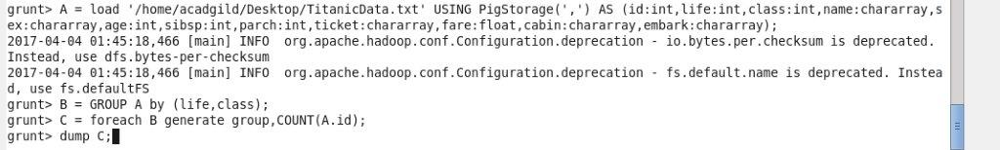 grunt> A = load '/home/acadgild/Desktop/TitanicData.txt' USING PigStorage(',') AS (id:int,life:int,class:int,name:chararray,s
ex:chararray,age:int,sibsp:int,parch:int,ticket:chararray,fare:float,cabin:chararray,embark:chararray);
2017-04-04 01:45:18,466 [main] INFO  org.apache.hadoop.conf.Configuration.deprecation - io.bytes.per.checksum is deprecated.
Instead, use dfs.bytes-per-checksum
2017-04-04 01:45:18,466 [main] INFO  org.apache.hadoop.conf.Configuration.deprecation - fs.default.name is deprecated. Instea
d, use fs.defaultFS
grunt> B = GROUP A by (life,class);
grunt> C = foreach B generate group,COUNT(A.id);
grunt> dump C;